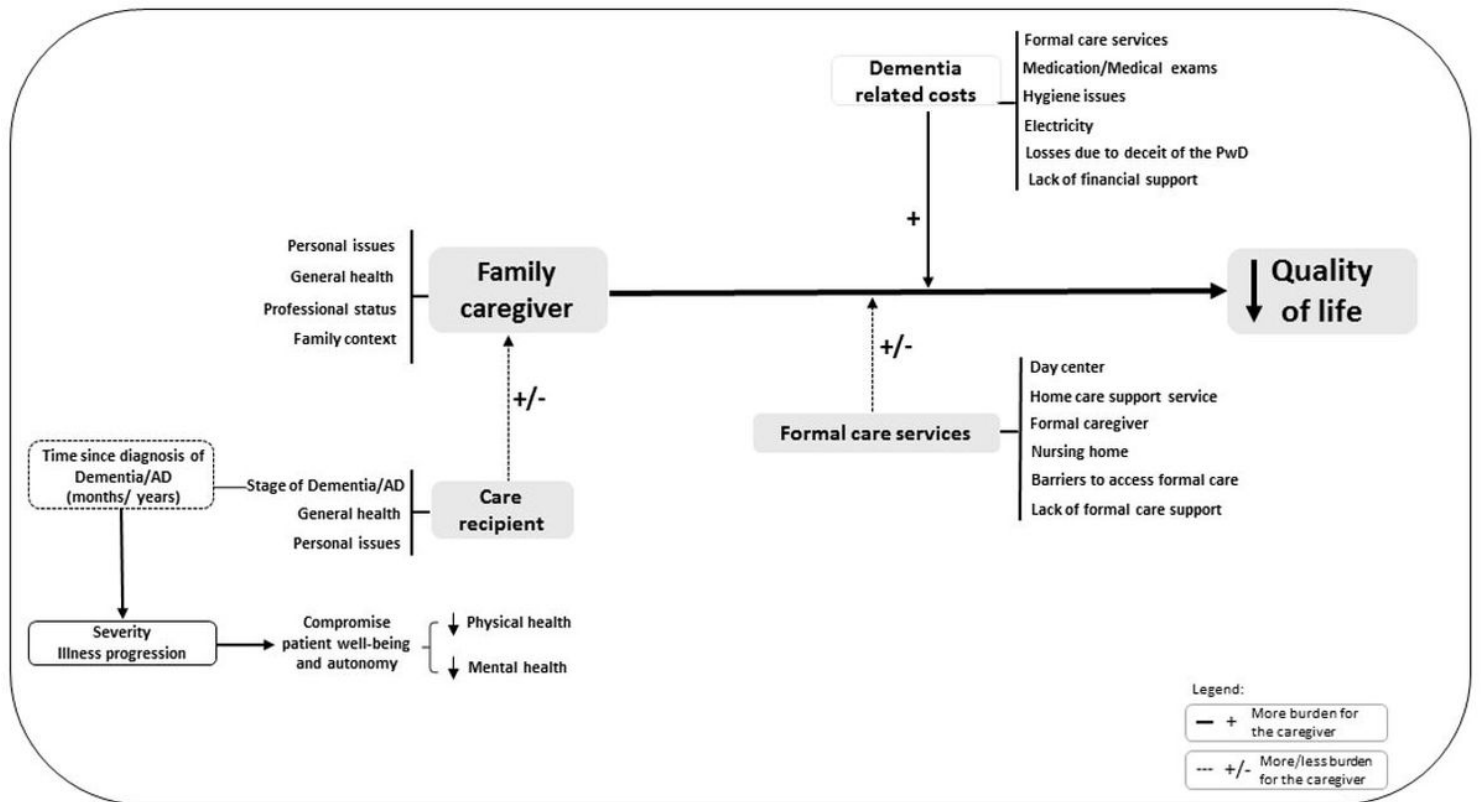 Dementia
related costs
Formal care services
Medication/Medical exams
Hygiene issues
Electricity
Losses due to deceit of the PwD
Lack of financial support
+
Personal issues
General health
Professional status
Family context
Family
caregiver
Quality
of life
+/-
+/-
Formal care services
Day center
Home care support service
Formal caregiver
Nursing home
Barriers to access formal care
Lack of formal care support
Time since diagnosis of
Dementia/AD
(months/ years)
Stage of Dementia/AD
General health
Personal issues
Care
recipient
Severity
Illness progression
Compromise
patient well-being
and autonomy
Physical health
Mental health
Legend:
+ More burden for
the caregiver
+/- More/less burden
for the caregiver